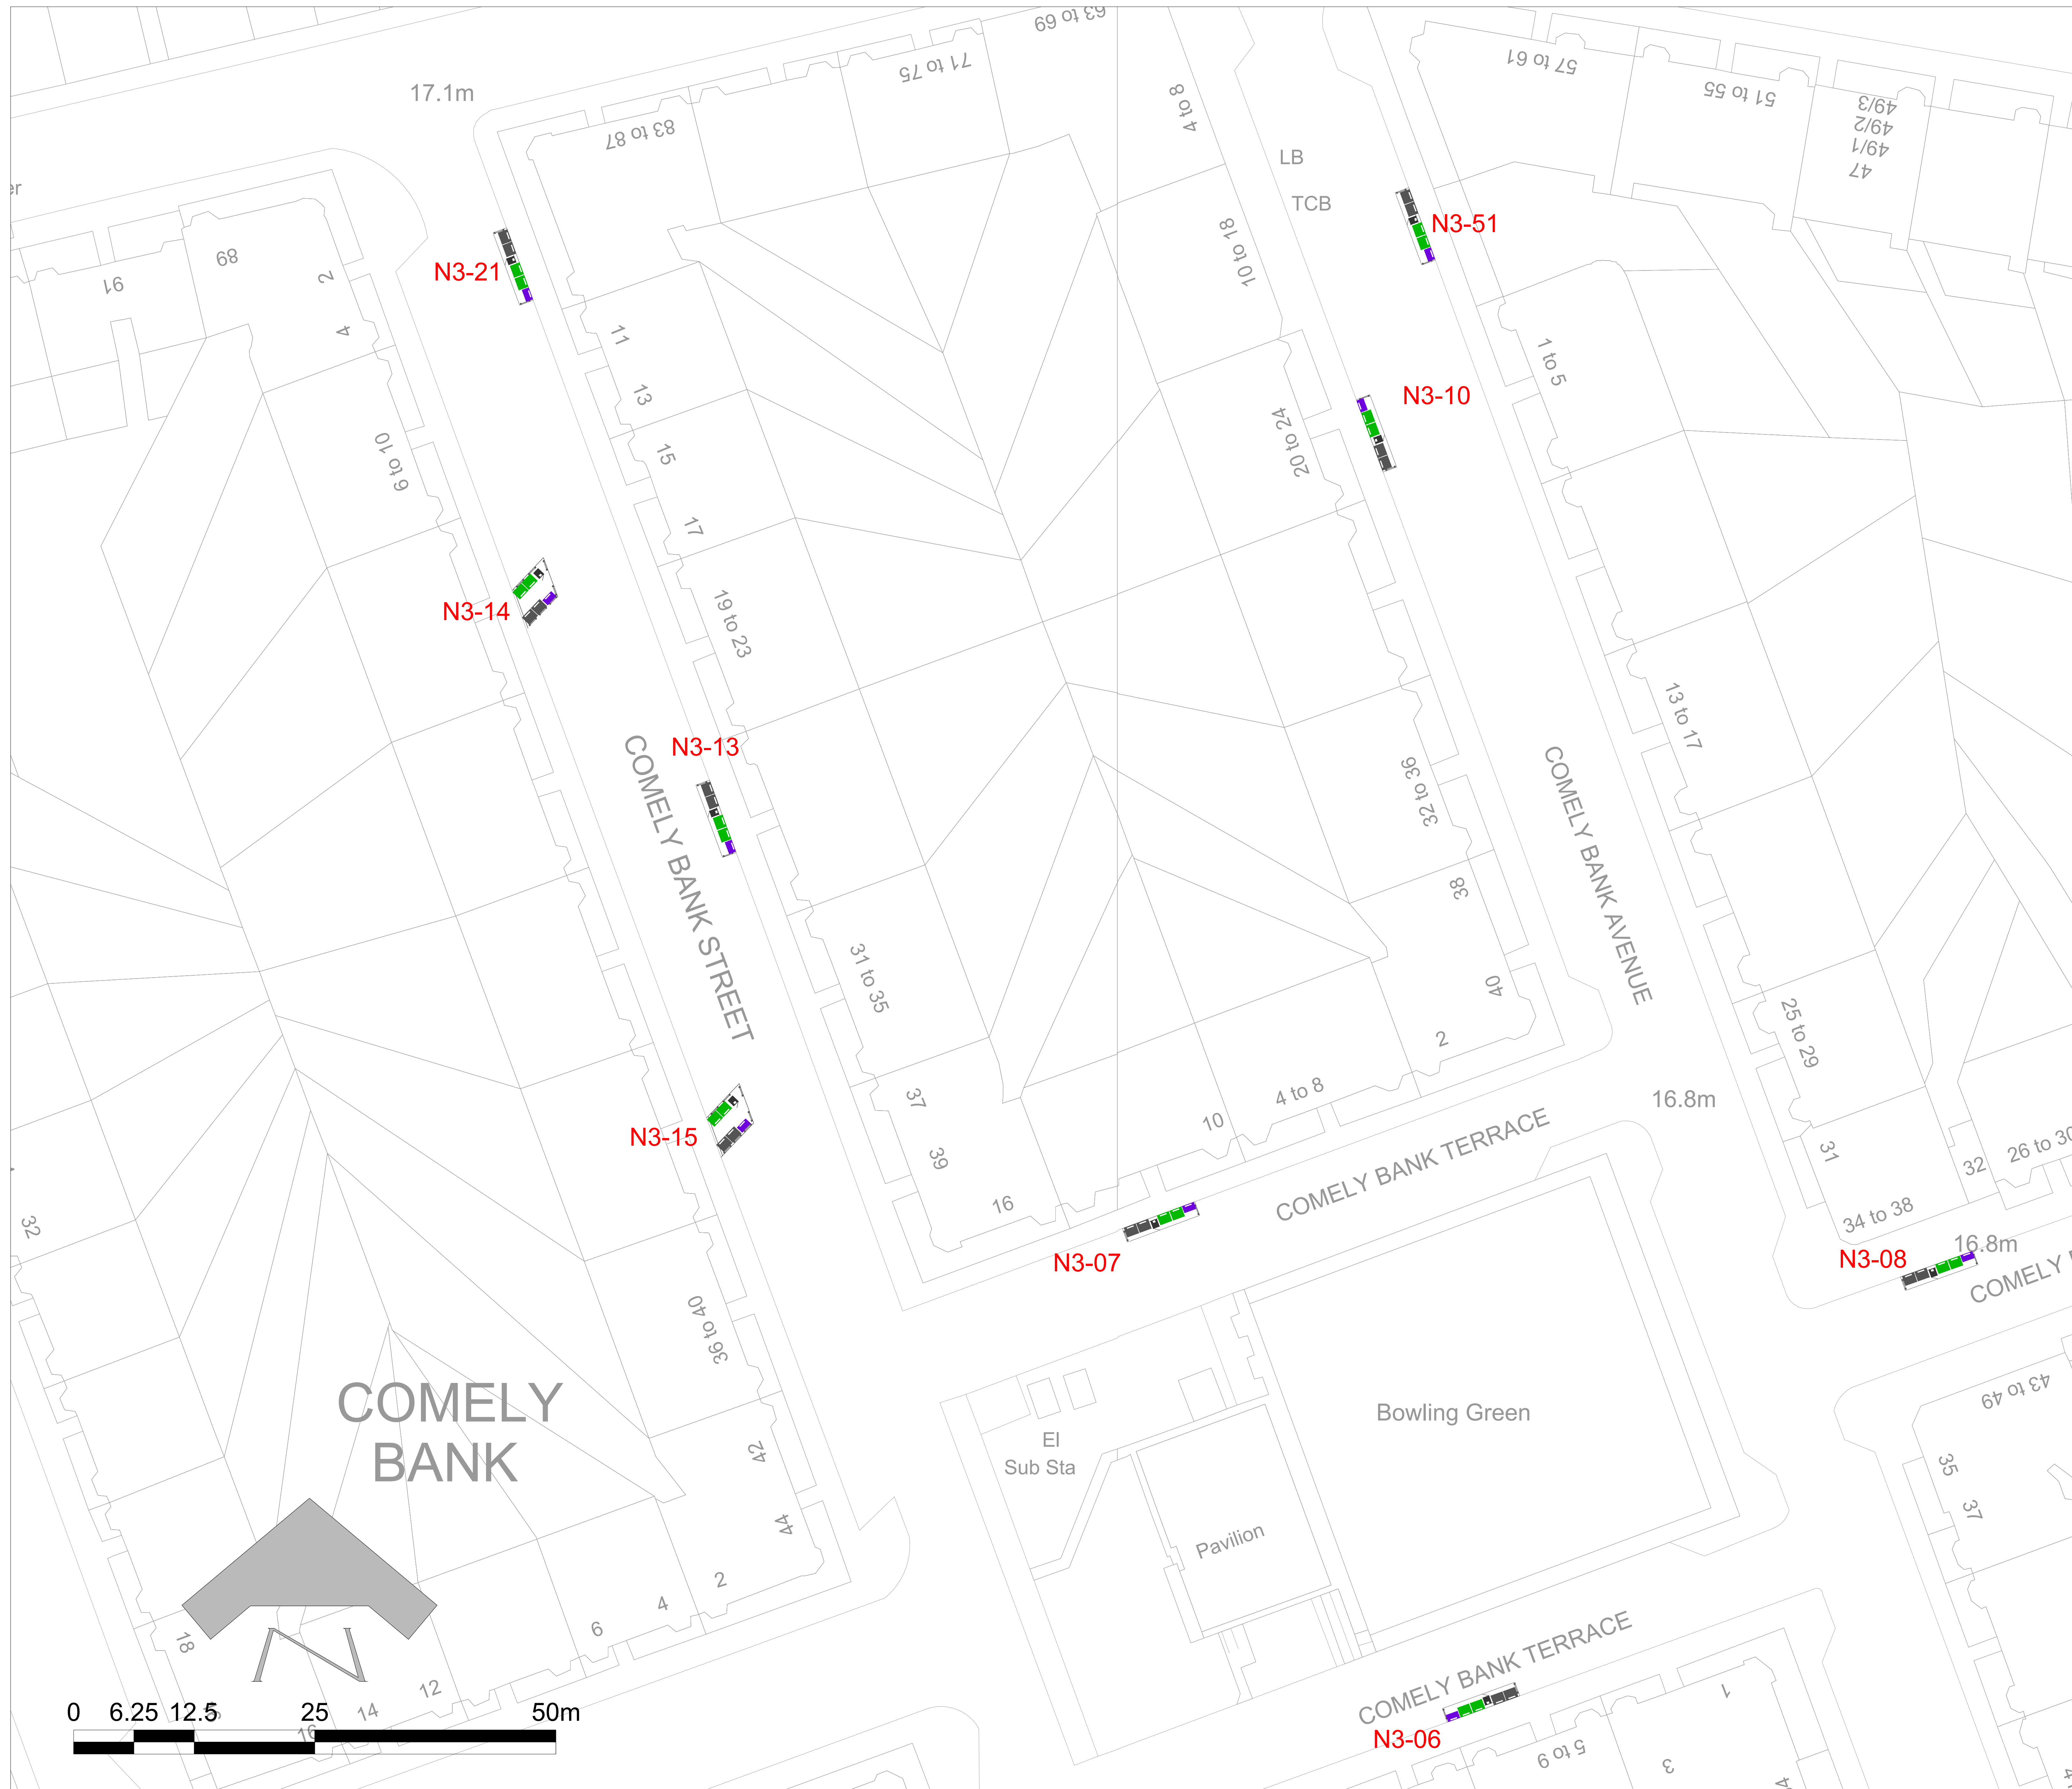 63 to 69
71 to 75
83 to 87
17.1m
57 to 61
51 to 55
49/3
49/2
49/1
47
4 to 8
LB
TCB
er
89
91
2
4
N3-21
N3-51
10 to 18
11
13
15
17
1 to 5
N3-10
20 to 24
6 to 10
N3-14
19 to 23
13 to 17
N3-13
COMELY BANK STREET
COMELY BANK AVENUE
32 to 36
38
40
31 to 35
25 to 29
2
37
39
4 to 8
10
16
16.8m
N3-15
COMELY BANK TERRACE
31
32
26 to 30
34 to 38
16.8m
N3-07
N3-08
COMELY
32
36 to 40
42
44
COMELY
BANK
El
Sub Sta
Bowling Green
Pavilion
43 to 49
35
37
2
4
6
12
14
16
18
COMELY BANK TERRACE
N3-06
5 to 9
3
1
0 6.25 12.5 25 50m